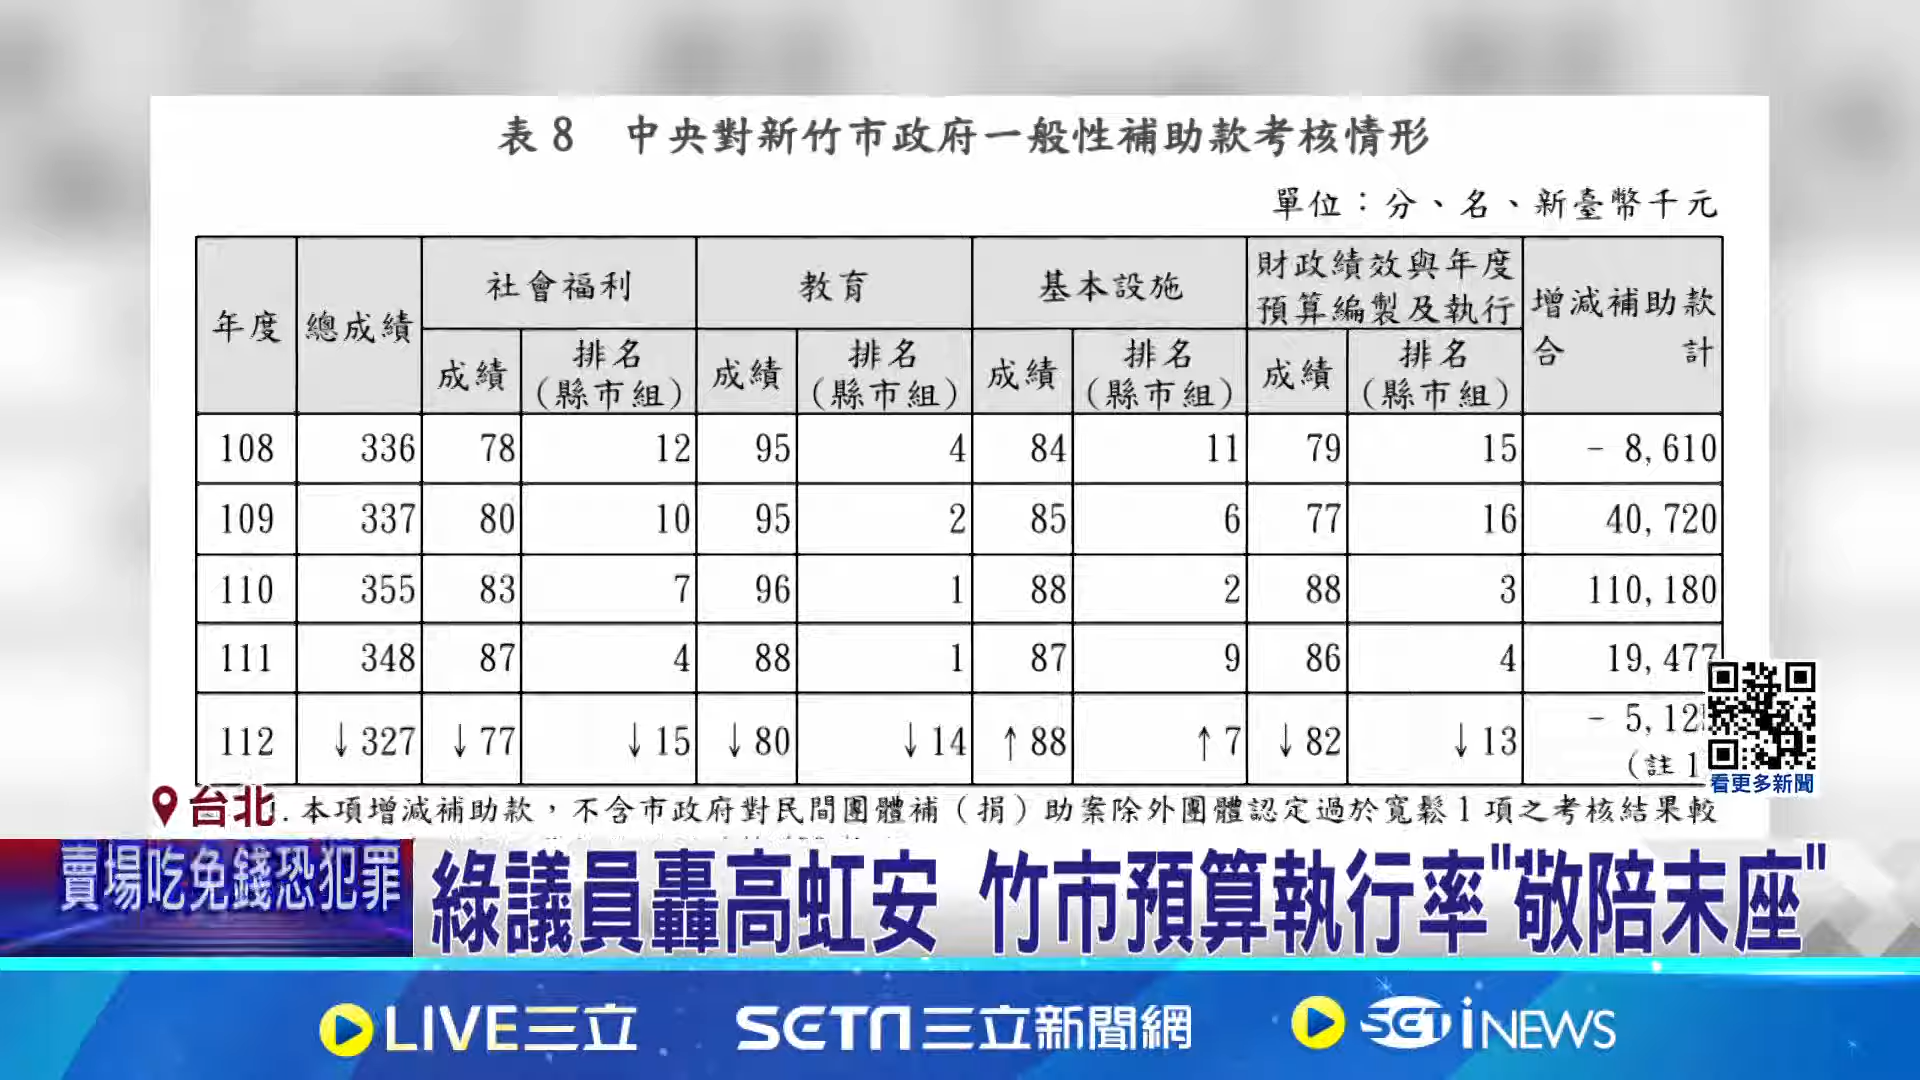 表8 中央對新竹市政府一般性補助款考核情形
單位：分、名、新臺幣千元
年度 總成績 社會福利 教育 基本設施 財政績效與年度預算編製及執行 增減補助款合計
成績 排名(縣市組) 成績 排名(縣市組) 成績 排名(縣市組) 成績 排名(縣市組)
108 336 78 12 95 4 84 11 79 15 - 8,610
109 337 80 10 95 2 85 6 77 16 40,720
110 355 83 7 96 1 88 2 88 3 110,180
111 348 87 4 88 1 87 9 86 4 19,477
112 ↓327 ↓77 ↓15 ↓80 ↓14 ↑88 ↑7 ↓82 ↓13 - 5,12
(註1
看更多新聞
台北
1.本項增減補助款，不含市政府對民間團體補（捐）助案除外團體認定過於寬鬆1項之考核結果較
賣場吃免錢恐犯罪
綠議員轟高虹安 竹市預算執行率"敬陪末座"
LIVE三立
SETN三立新聞網
SET iNEWS